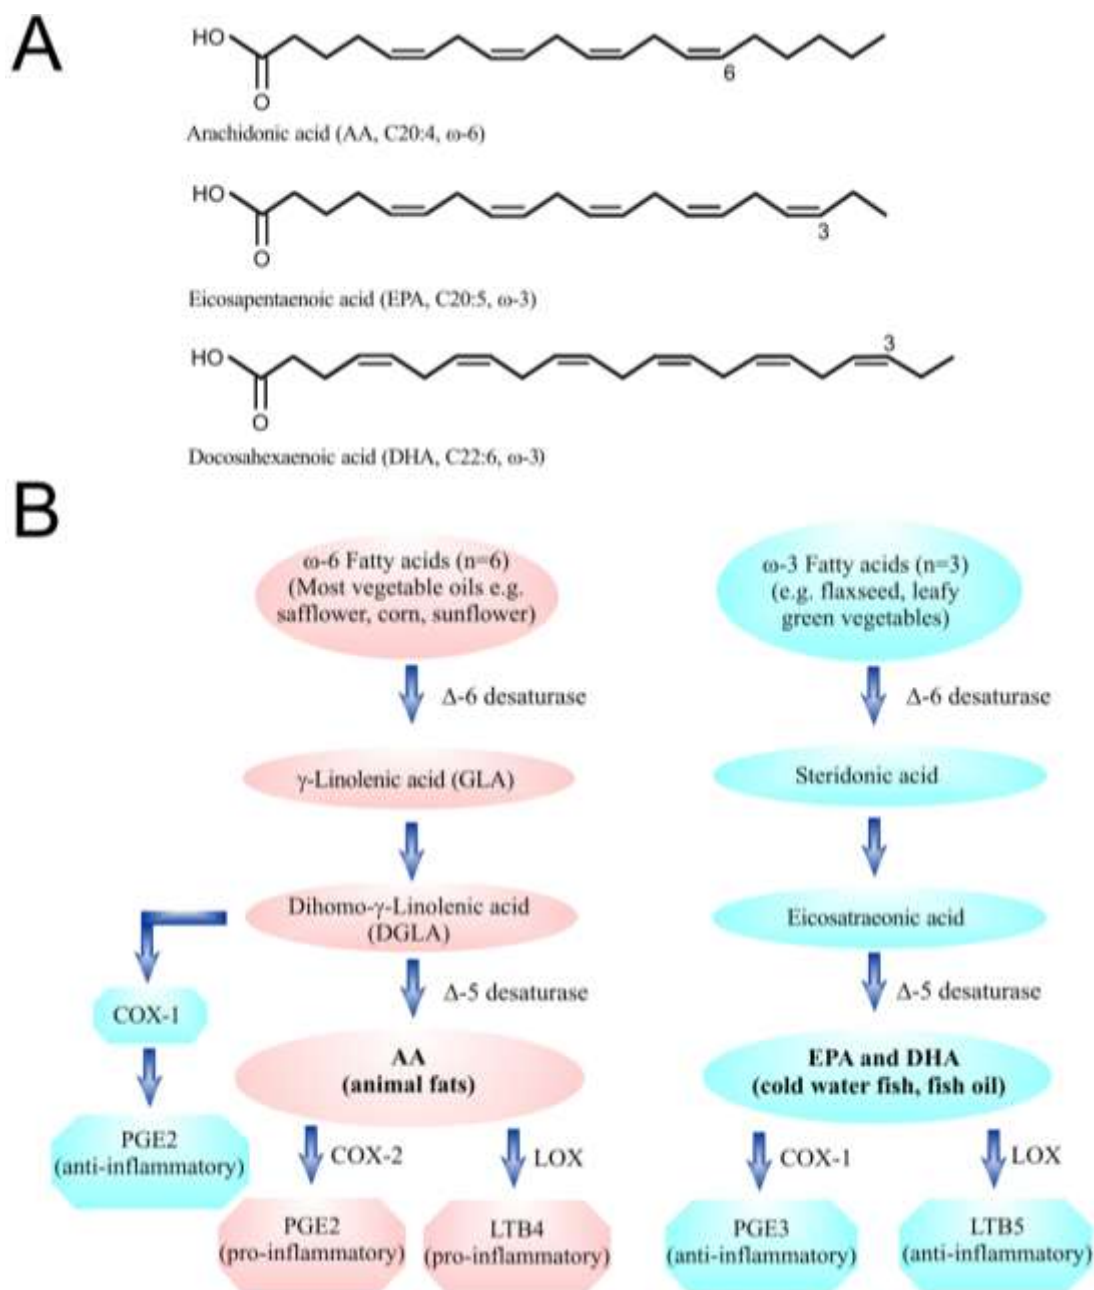 A
HO
O
6
Arachidonic acid (AA, C20:4, ω-6)
HO
O
3
Eicosapentaenoic acid (EPA, C20:5, ω-3)
HO
O
3
Docosahexaenoic acid (DHA, C22:6, ω-3)
B
ω-6 Fatty acids (n=6)
(Most vegetable oils e.g.
safflower, corn, sunflower)
ω-3 Fatty acids (n=3)
(e.g. flaxseed, leafy
green vegetables)
Δ-6 desaturase
Δ-6 desaturase
γ-Linolenic acid (GLA)
Steridonic acid
Dihomo-γ-Linolenic acid
(DGLA)
Eicosatraeonic acid
Δ-5 desaturase
Δ-5 desaturase
COX-1
AA
(animal fats)
EPA and DHA
(cold water fish, fish oil)
PGE2
(anti-inflammatory)
COX-2
LOX
COX-1
LOX
PGE2
(pro-inflammatory)
LTB4
(pro-inflammatory)
PGE3
(anti-inflammatory)
LTB5
(anti-inflammatory)